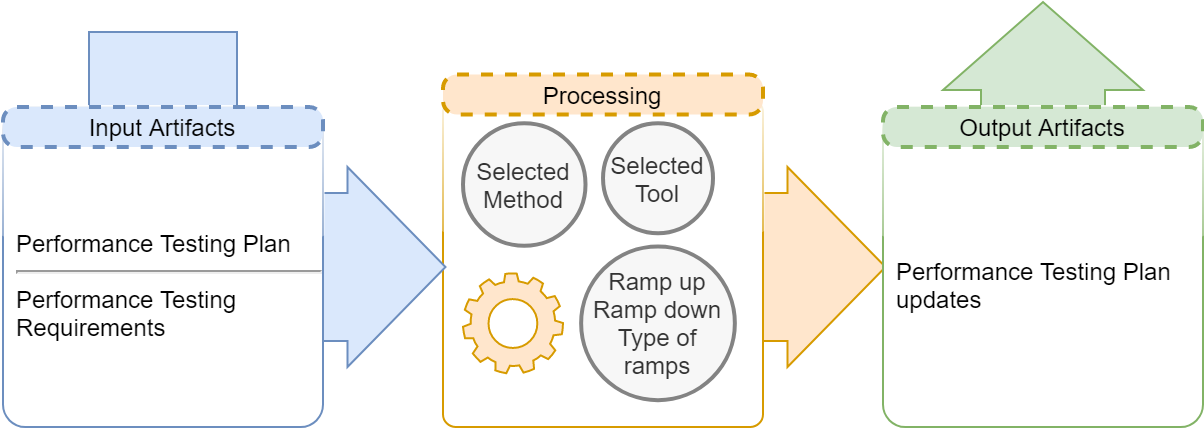 Input Artifacts
Performance Testing Plan
Performance Testing
Requirements
Processing
Selected
Method
Selected
Tool
Ramp up
Ramp down
Type of
ramps
Output Artifacts
Performance Testing Plan
updates